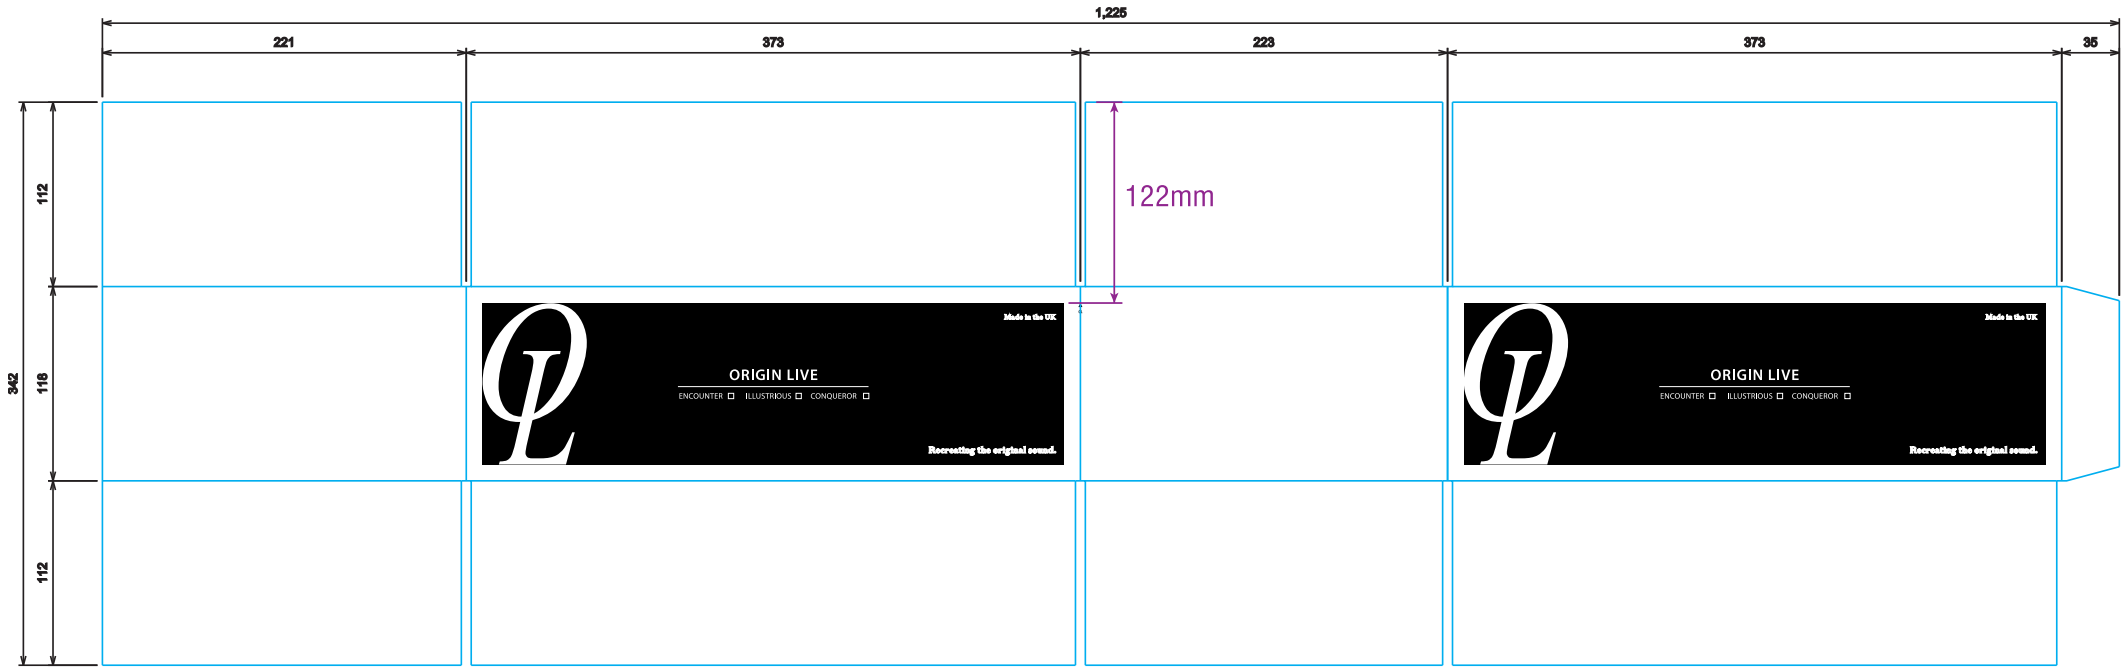 1,225
221
373
223
373
35
112
122mm
342
118
112
OL
Made in the UK
ORIGIN LIVE
ENCOUNTER ILLUSTRIOUS CONQUEROR
Recreating the original sound.
OL
Made in the UK
ORIGIN LIVE
ENCOUNTER ILLUSTRIOUS CONQUEROR
Recreating the original sound.